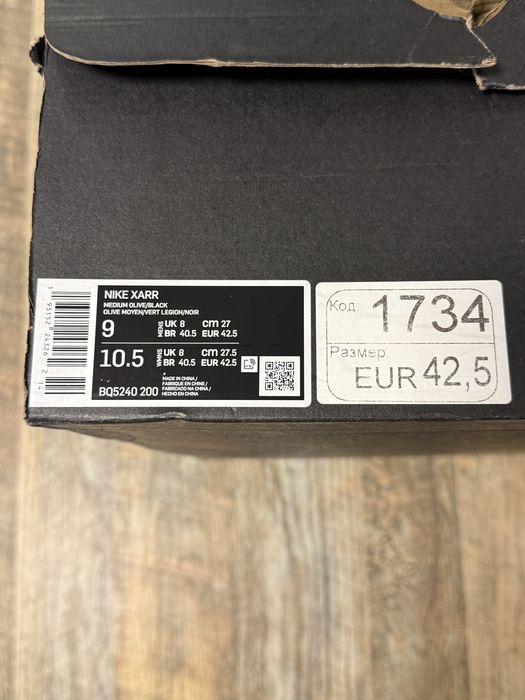 NIKE XARR
MEDIUM OLIVE/BLACK
OLIVE MOYEN/VERT LEGION/NOIR
9 MENS UK 8 CM 27
BR 40.5 EUR 42.5
10.5 WMNS UK 8 CM 27.5
BR 40.5 EUR 42.5
MADE IN CHINA /
FABRIQUE EN CHINE /
FABRICADO NA CHINA /
HECHO EN CHINA
BQ5240 200
Код: 1734
Размер
EUR 42,5